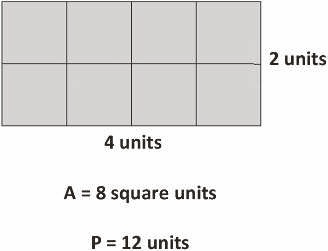 2 units
4 units
A = 8 square units
P = 12 units